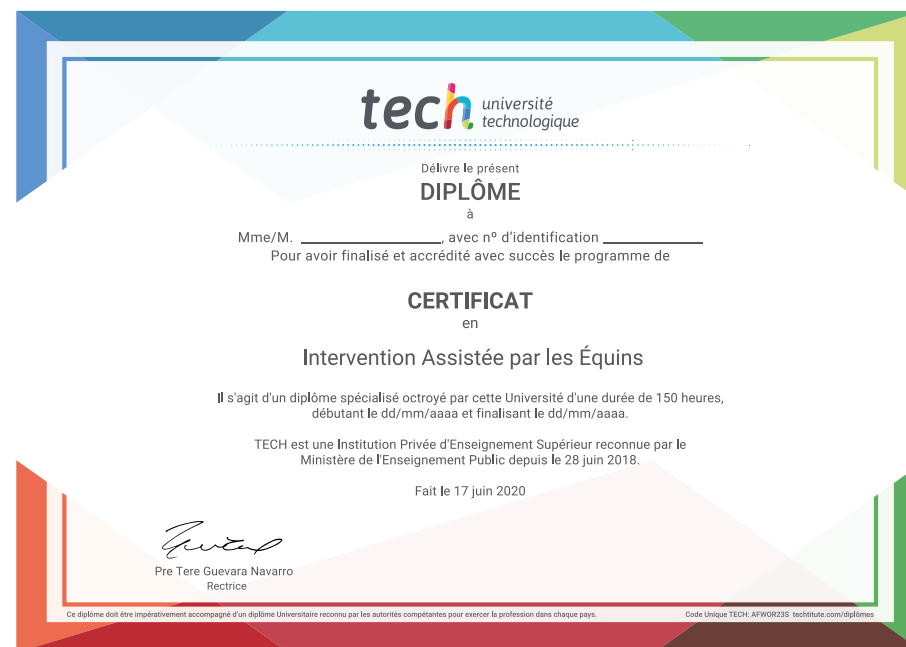 tech université
technologique
Délivre le présent
DIPLÔME
à
Mme/M. ____________________, avec nº d'identification ______________
Pour avoir finalisé et accrédité avec succès le programme de
CERTIFICAT
en
Intervention Assistée par les Équins
Il s'agit d'un diplôme spécialisé octroyé par cette Université d'une durée de 150 heures,
débutant le dd/mm/aaaa et finalisant le dd/mm/aaaa.
TECH est une Institution Privée d'Enseignement Supérieur reconnue par le
Ministère de l'Enseignement Public depuis le 28 juin 2018.
Fait le 17 juin 2020
Pre Tere Guevara Navarro
Rectrice
Ce diplôme doit être impérativement accompagné d'un diplôme Universitaire reconnu par les autorités compétantes pour exercer la profession dans chaque pays.
Code Unique TECH: AFWOR23S techtitute.com/diplômes